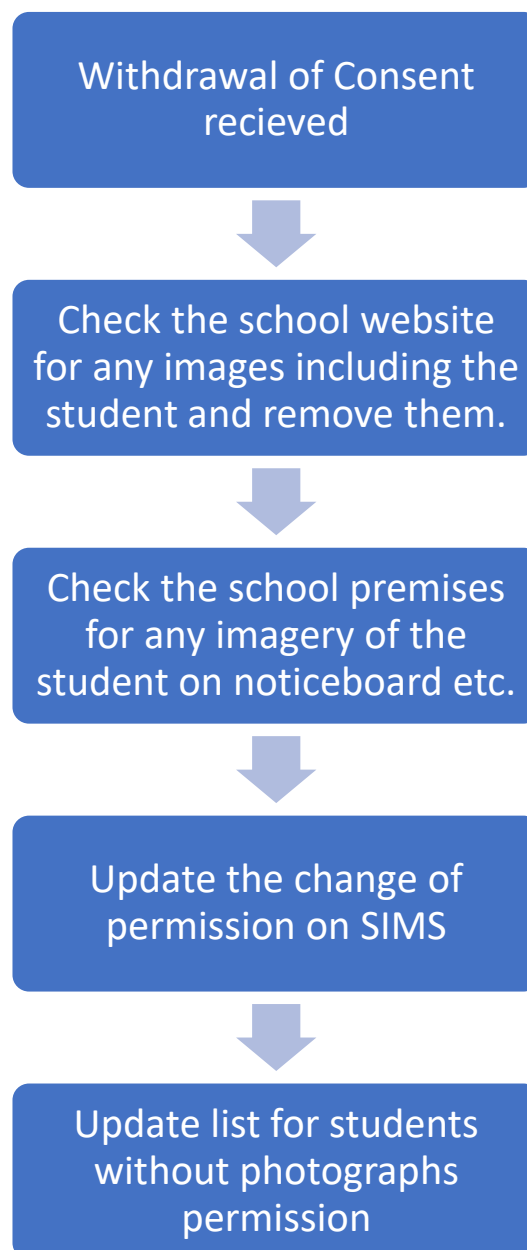 Withdrawal of Consent
recieved
Check the school website
for any images including the
student and remove them.
Check the school premises
for any imagery of the
student on noticeboard etc.
Update the change of
permission on SIMS
Update list for students
without photographs
permission